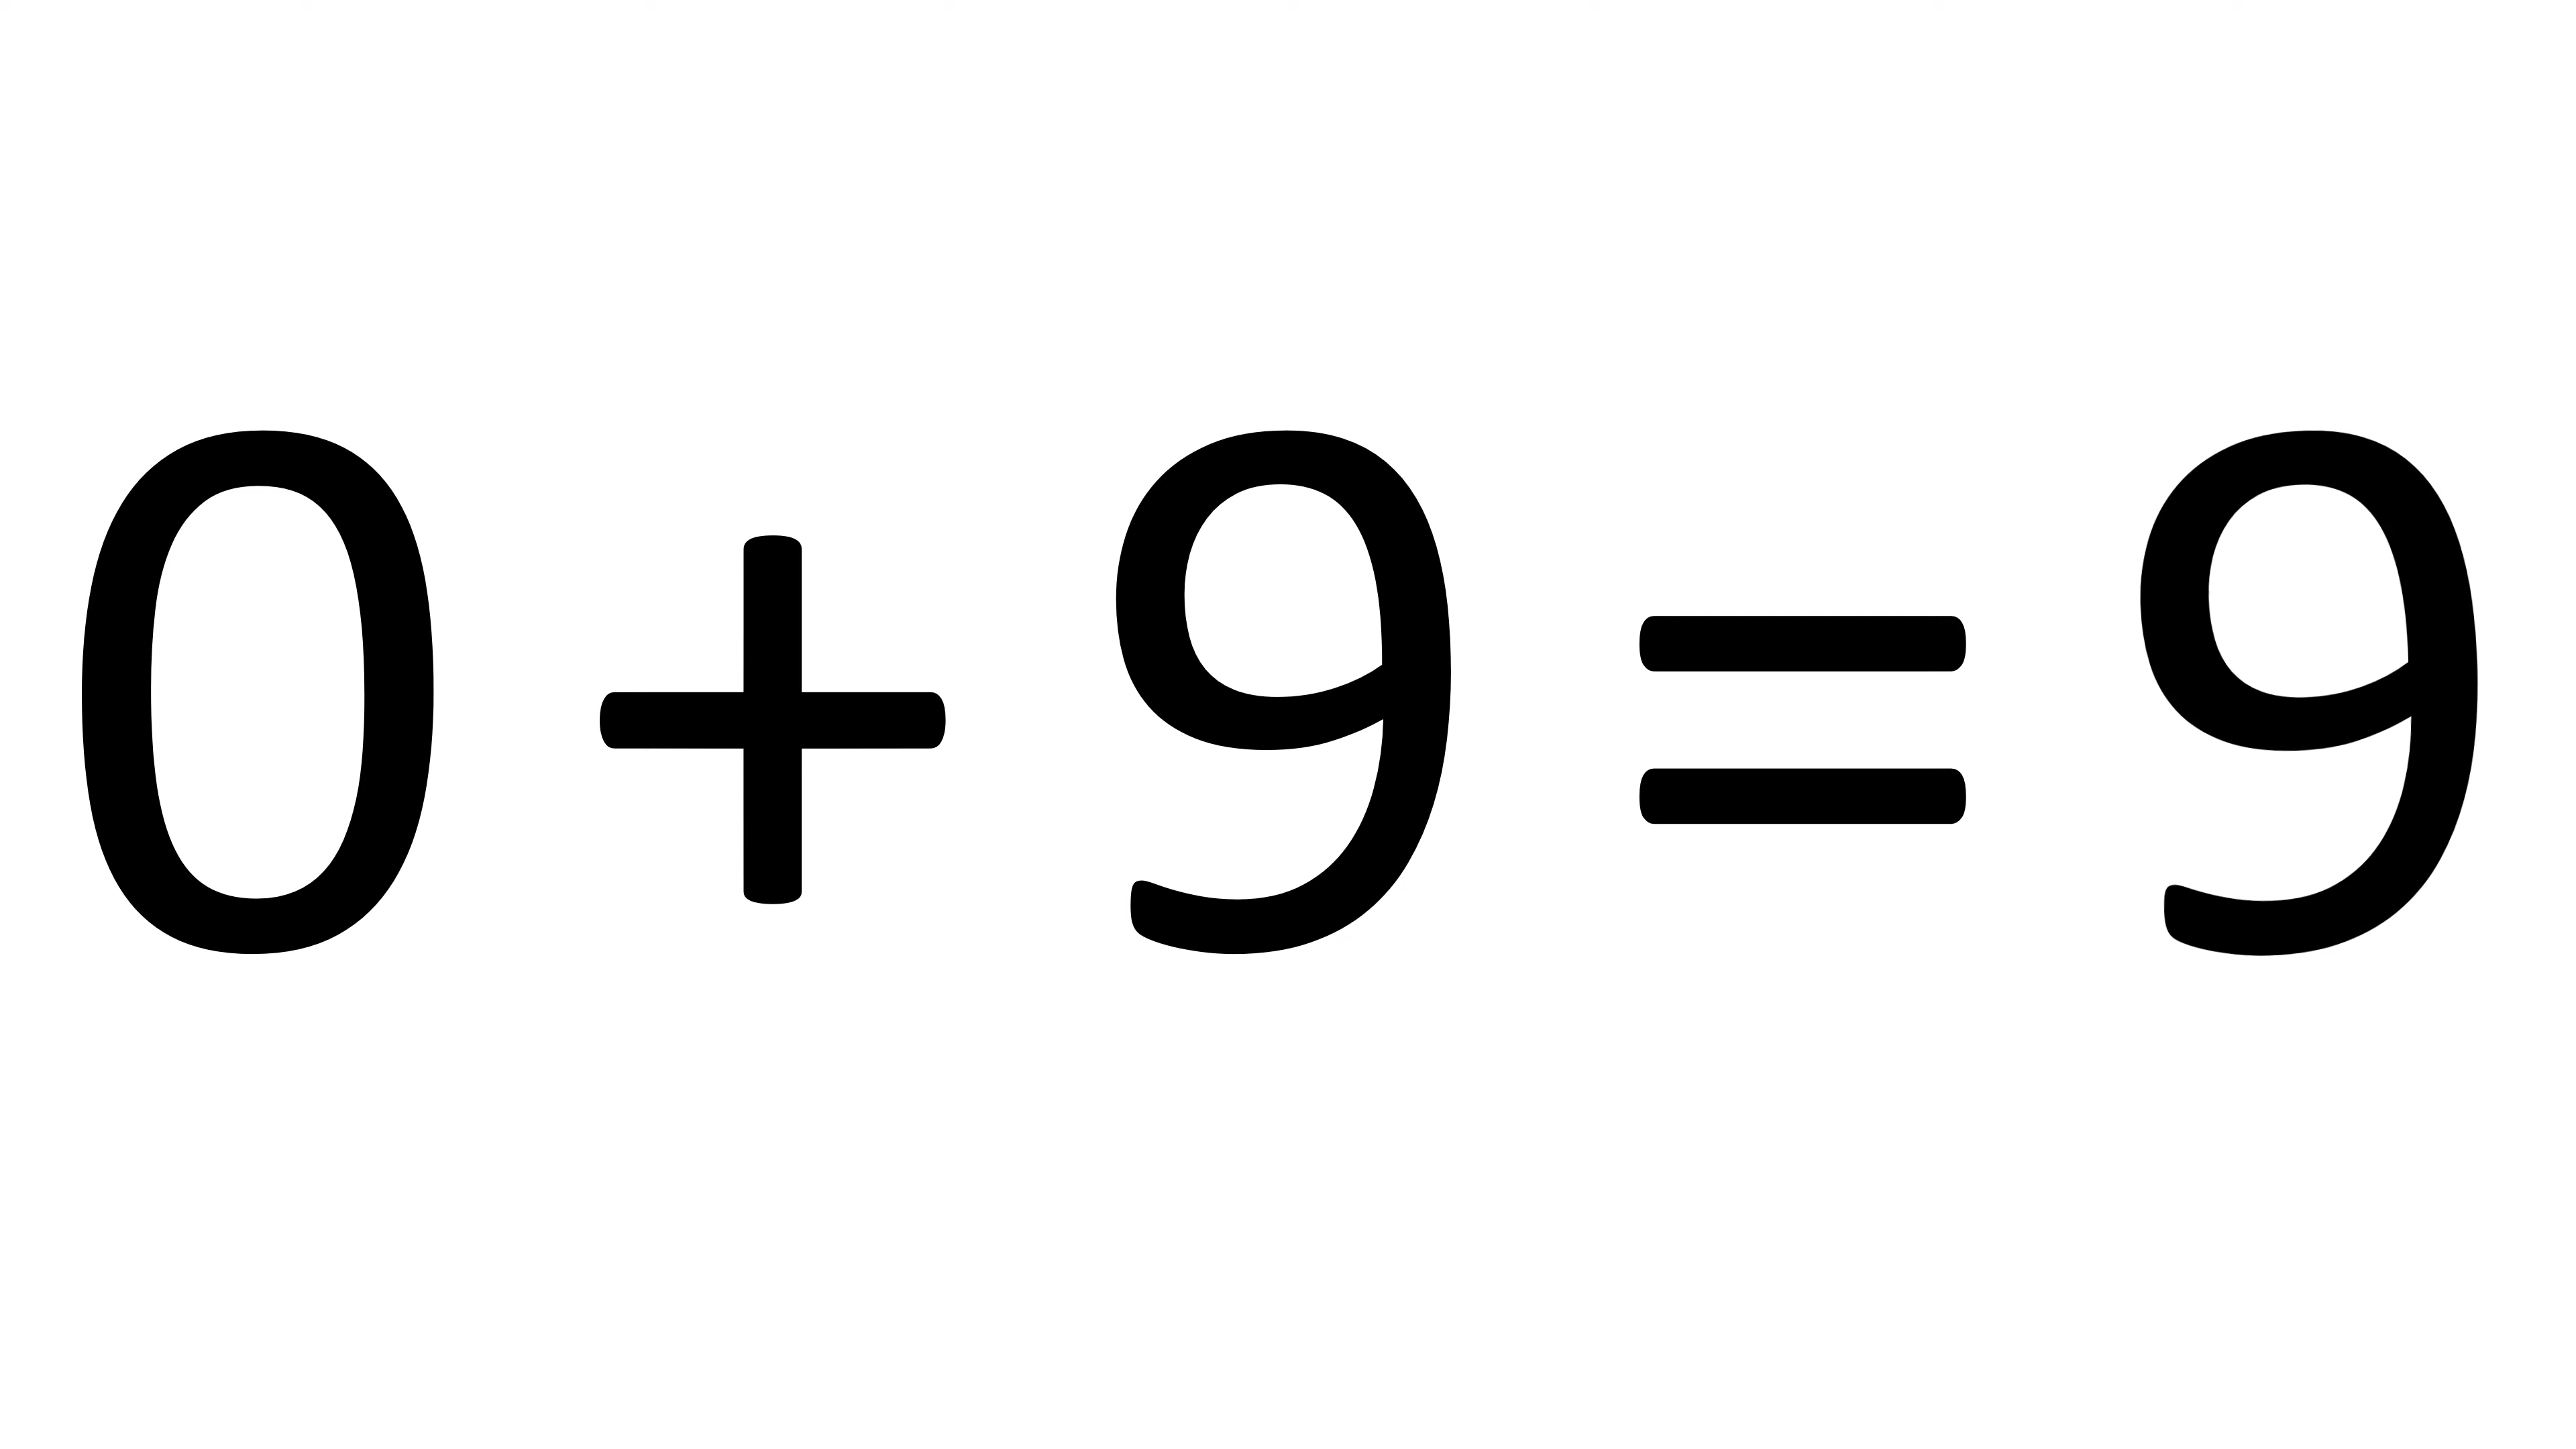 0 + 9 = 9